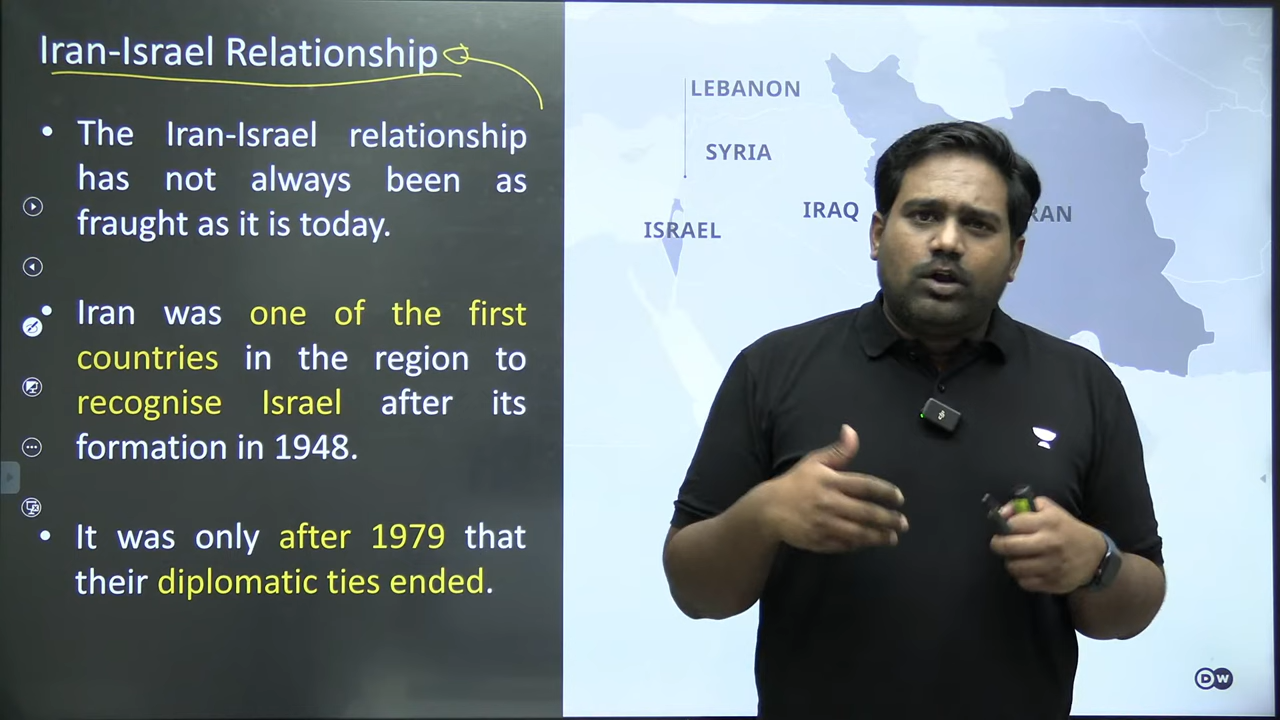 Iran-Israel Relationship
• The Iran-Israel relationship
has not always been as
fraught as it is today.
• Iran was one of the first
countries in the region to
recognise Israel after its
formation in 1948.
• It was only after 1979 that
their diplomatic ties ended.
LEBANON
SYRIA
ISRAEL
IRAQ
RAN
DW